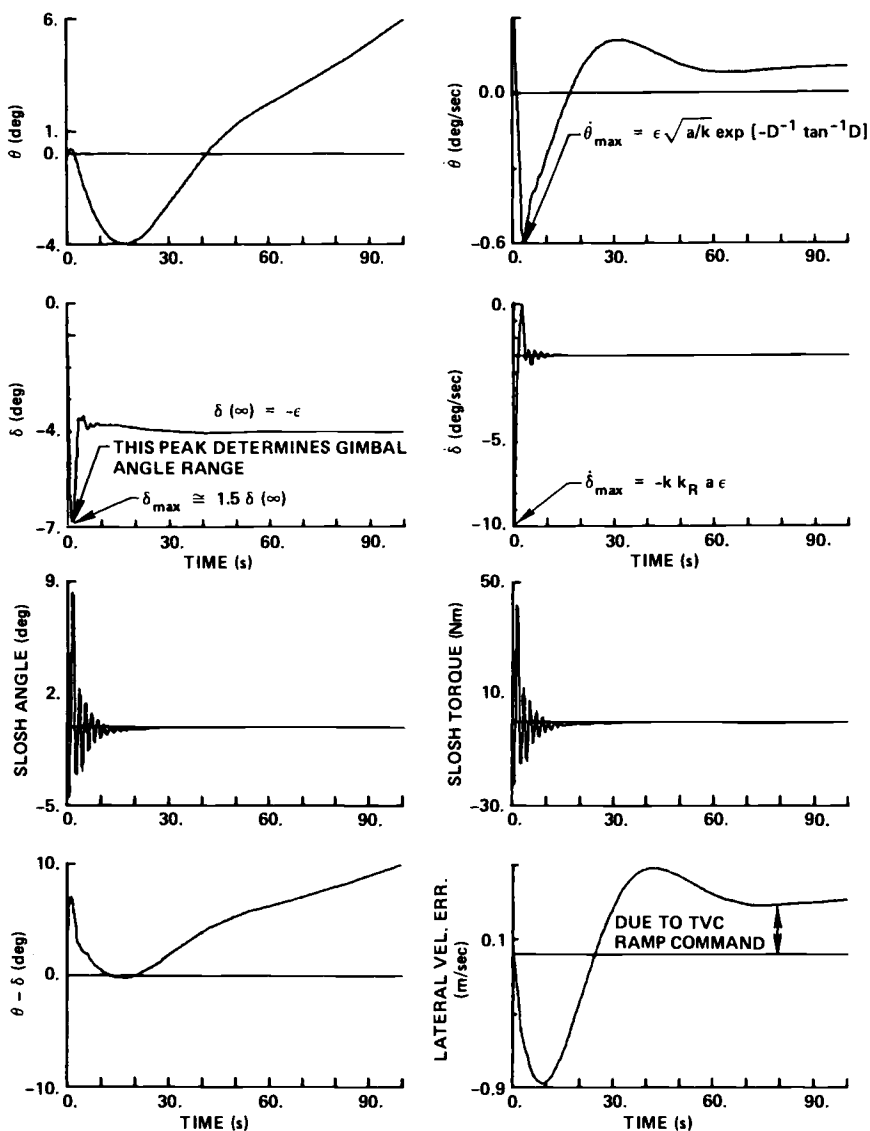 6.
1.
0.
-4.
θ (deg)
0. 30. 60. 90.
0.0
-0.6
θ̇ (deg/sec)
θ̇max = ϵ √a/k exp [-D⁻¹ tan⁻¹D]
0. 30. 60. 90.
0.
-4.
-7.
δ (deg)
δ (∞) = -ϵ
THIS PEAK DETERMINES GIMBAL
ANGLE RANGE
δmax ≅ 1.5 δ (∞)
0. 30. 60. 90.
TIME (s)
0.
-5.
-10.
δ̇ (deg/sec)
δ̇max = -k kR a ϵ
0. 30. 60. 90.
TIME (s)
9.
2.
-5.
SLOSH ANGLE (deg)
0. 30. 60. 90.
50.
10.
-30.
SLOSH TORQUE (Nm)
0. 30. 60. 90.
10.
0.
-10.
θ - δ (deg)
0. 30. 60. 90.
TIME (s)
0.1
-0.9
LATERAL VEL. ERR.
(m/sec)
DUE TO TVC
RAMP COMMAND
0. 30. 60. 90.
TIME (s)